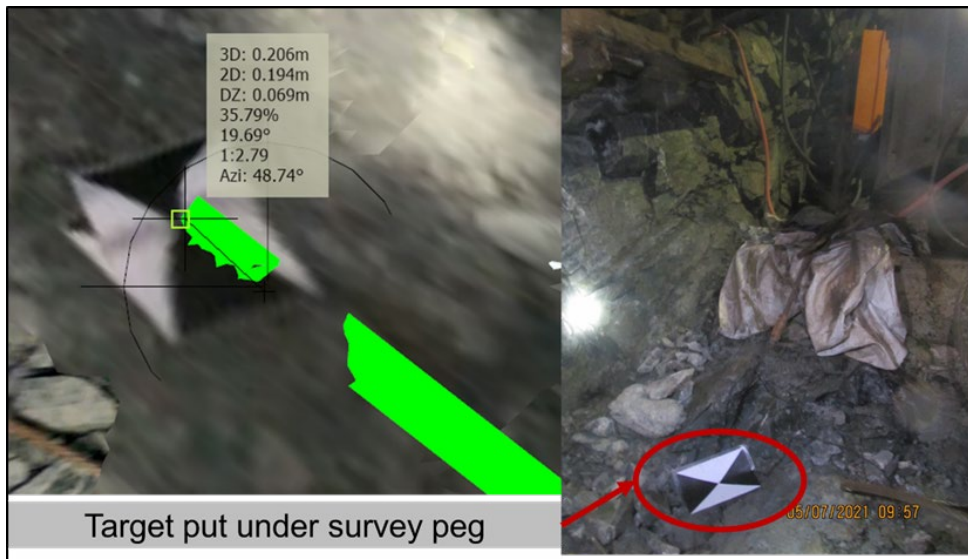 3D: 0.206m
2D: 0.194m
DZ: 0.069m
35.79%
19.69°
1:2.79
Azi: 48.74°
Target put under survey peg
05/07/2021 09:57